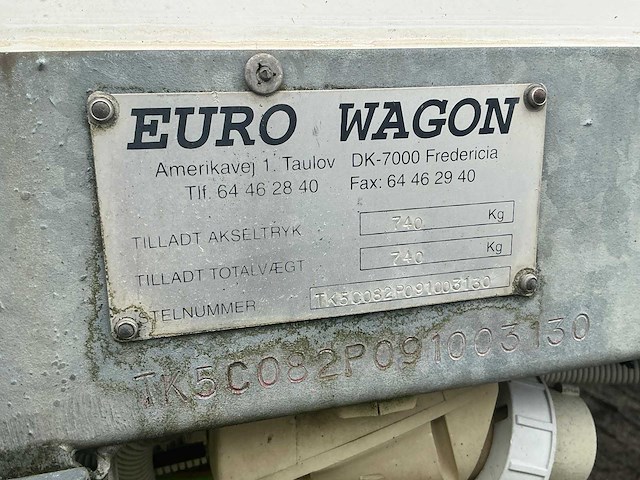 EURO WAGON
Amerikavej 1. Taulov DK-7000 Fredericia
Tlf. 64 46 28 40 Fax: 64 46 29 40
TILLADT AKSELTRYK 740 Kg
TILLADT TOTALVÆGT 740 Kg
STELNUMMER TK5C082P091003130
TK5C082P091003130